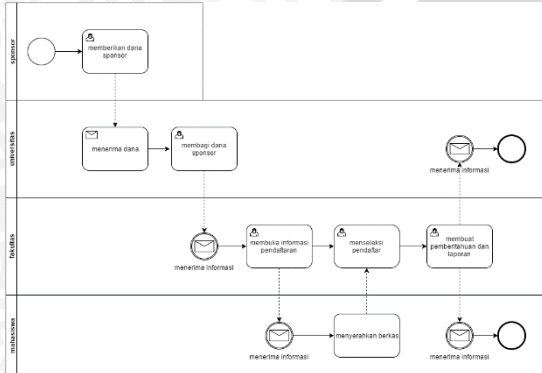 sponsor
memberikan dana
sponsor
universitas
menerima dana
membagi dana
sponsor
menerima informasi
fakultas
menerima informasi
membuka informasi
pendaftaran
menseleksi
pendaftar
membuat
pemberitahuan dan
laporan
mahasiswa
menerima informasi
menyerahkan berkas
menerima informasi